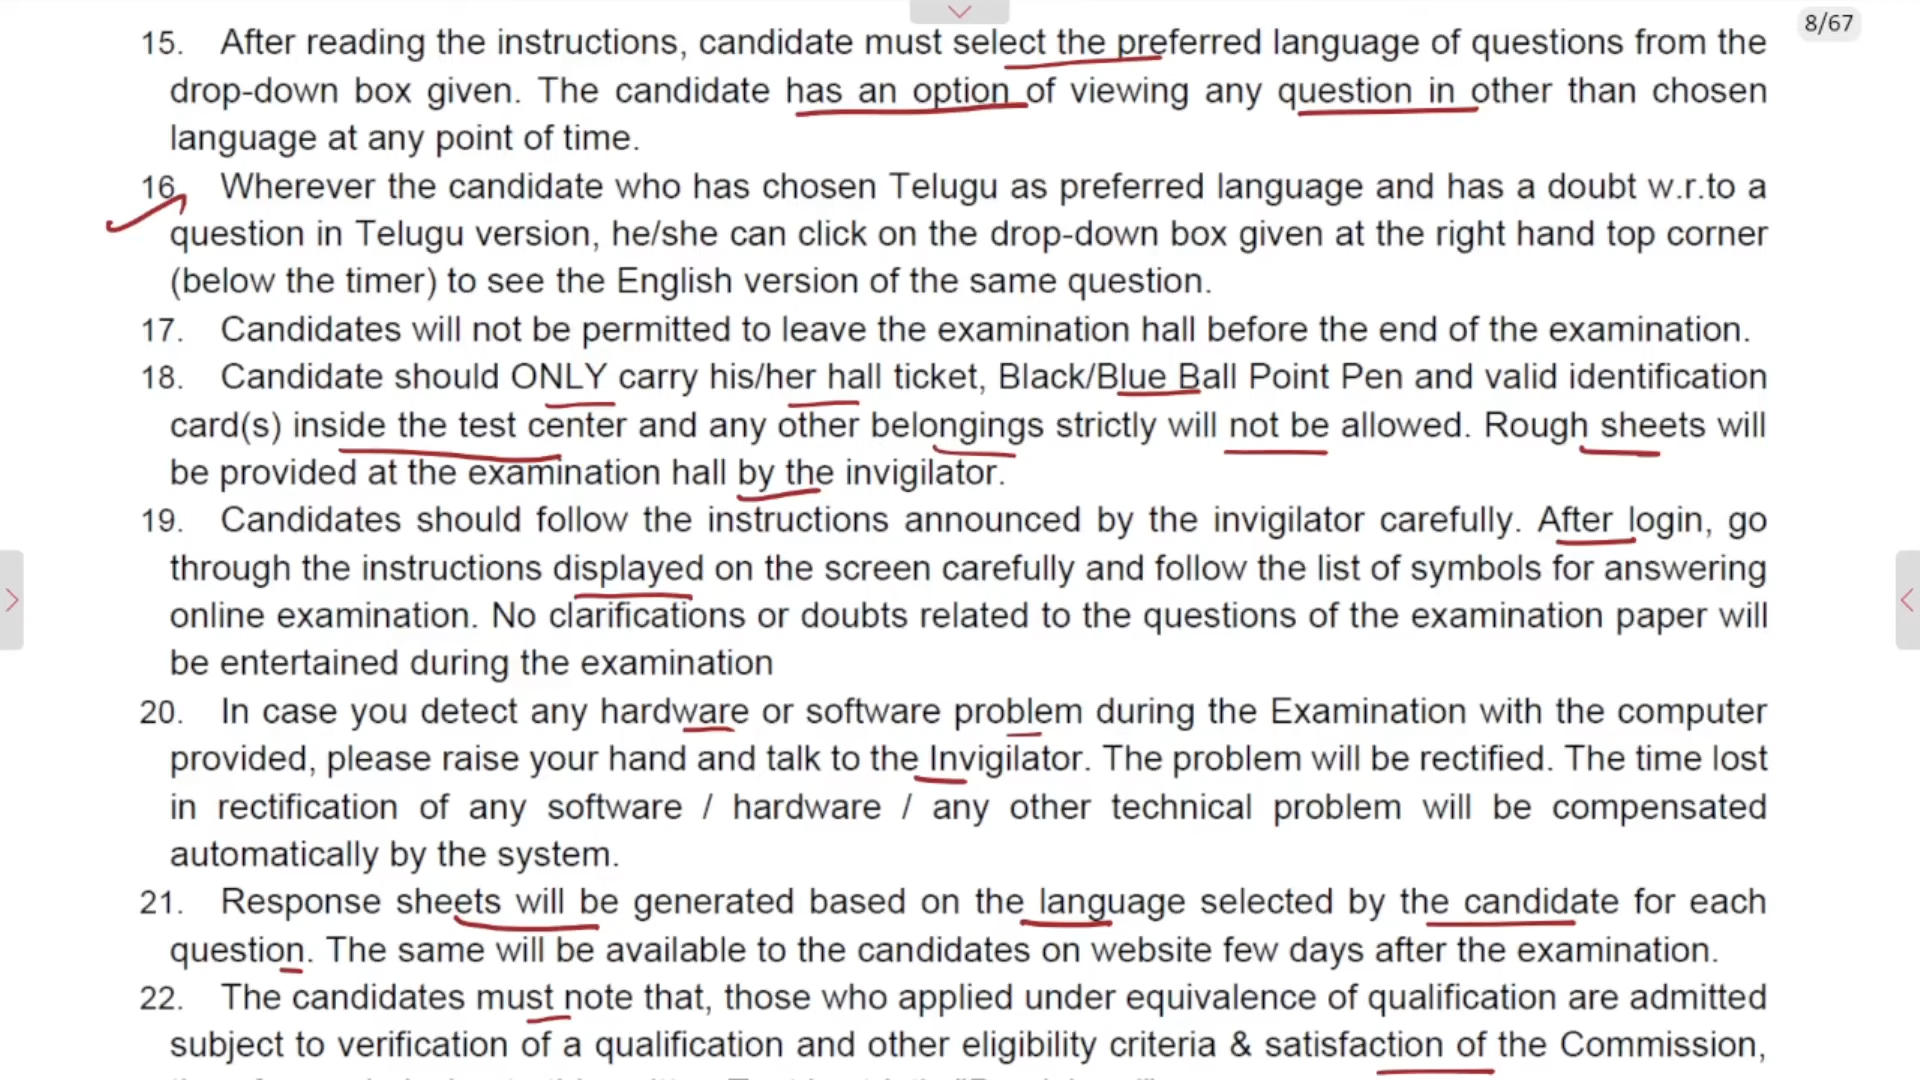 8/67
15. After reading the instructions, candidate must select the preferred language of questions from the
drop-down box given. The candidate has an option of viewing any question in other than chosen
language at any point of time.
16. Wherever the candidate who has chosen Telugu as preferred language and has a doubt w.r.to a
question in Telugu version, he/she can click on the drop-down box given at the right hand top corner
(below the timer) to see the English version of the same question.
17. Candidates will not be permitted to leave the examination hall before the end of the examination.
18. Candidate should ONLY carry his/her hall ticket, Black/Blue Ball Point Pen and valid identification
card(s) inside the test center and any other belongings strictly will not be allowed. Rough sheets will
be provided at the examination hall by the invigilator.
19. Candidates should follow the instructions announced by the invigilator carefully. After login, go
through the instructions displayed on the screen carefully and follow the list of symbols for answering
online examination. No clarifications or doubts related to the questions of the examination paper will
be entertained during the examination
20. In case you detect any hardware or software problem during the Examination with the computer
provided, please raise your hand and talk to the Invigilator. The problem will be rectified. The time lost
in rectification of any software / hardware / any other technical problem will be compensated
automatically by the system.
21. Response sheets will be generated based on the language selected by the candidate for each
question. The same will be available to the candidates on website few days after the examination.
22. The candidates must note that, those who applied under equivalence of qualification are admitted
subject to verification of a qualification and other eligibility criteria & satisfaction of the Commission,